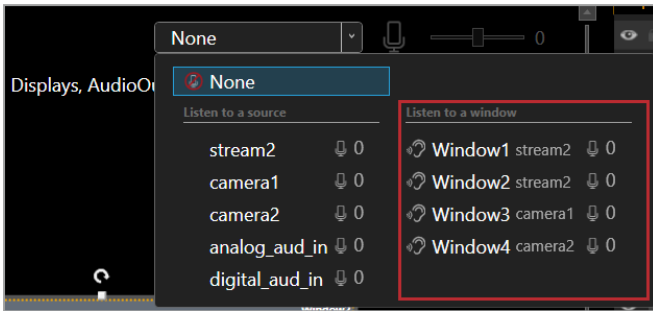 None
0
Displays, AudioOu
None
Listen to a source
stream2 0
camera1 0
camera2 0
analog_aud_in 0
digital_aud_in 0
Listen to a window
Window1 stream2 0
Window2 stream2 0
Window3 camera1 0
Window4 camera2 0